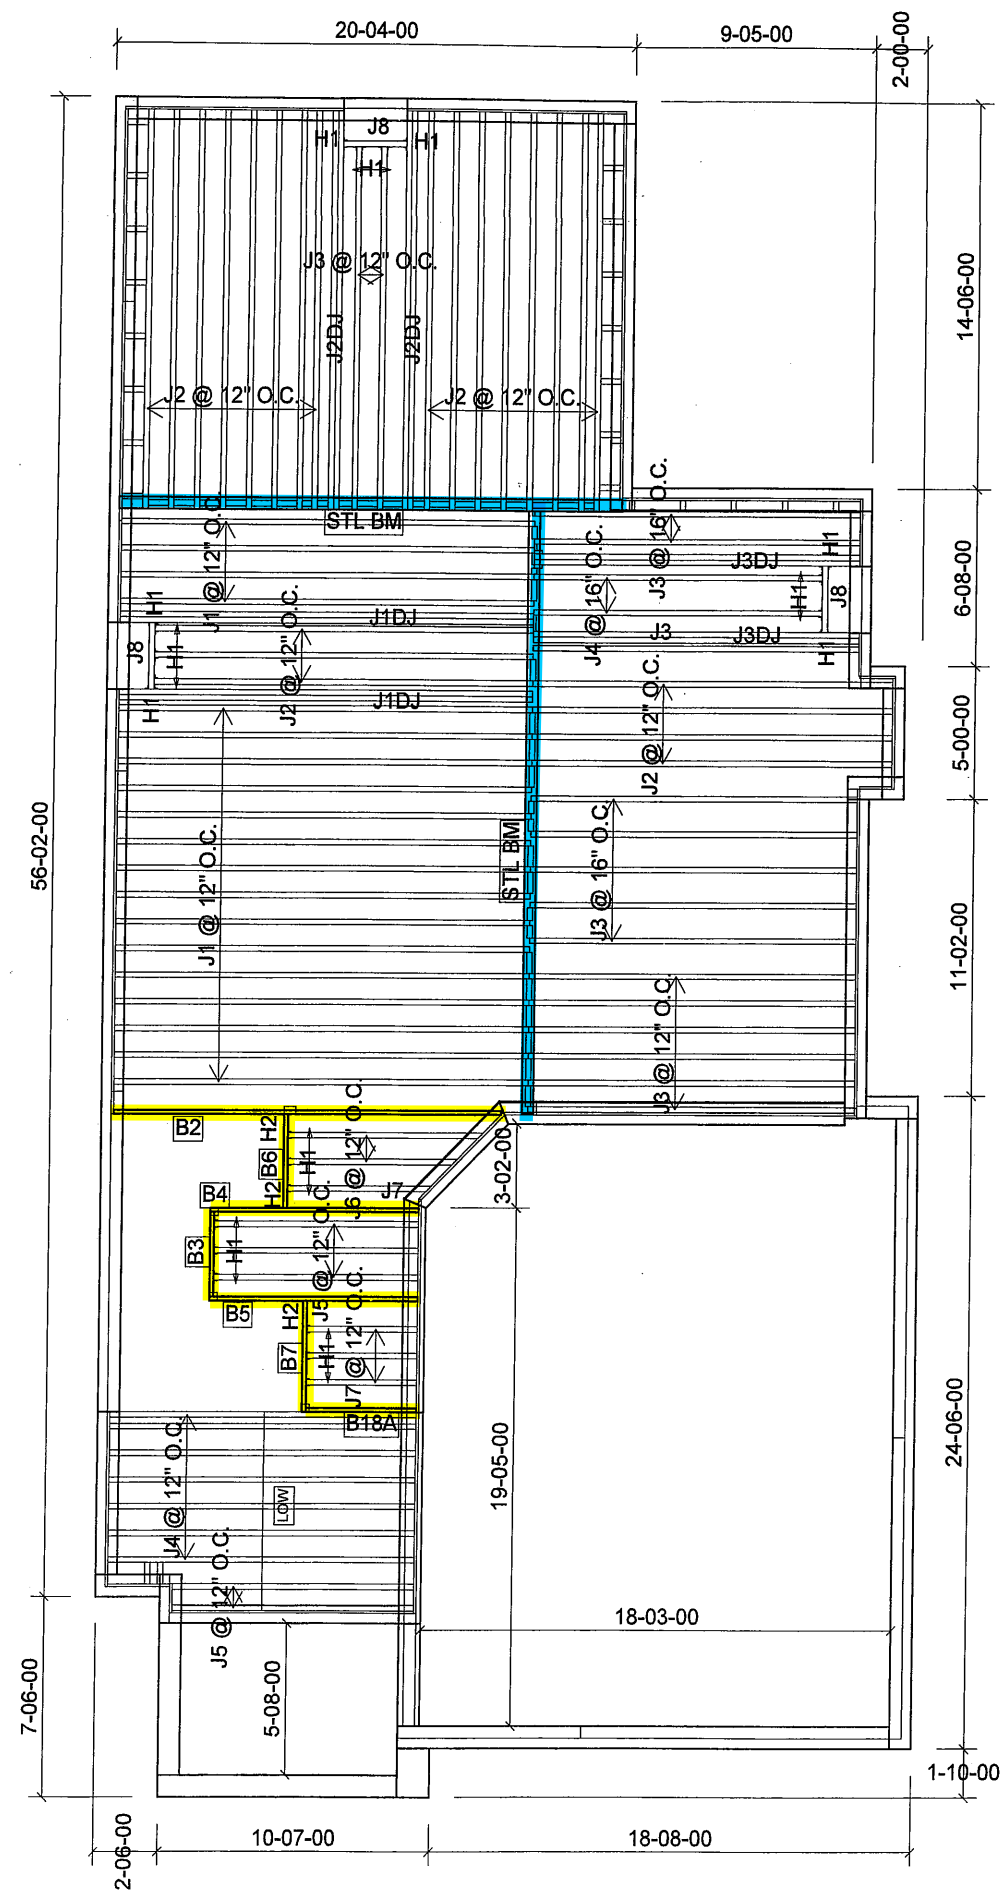 20-04-00
9-05-00
2-00-00
J8
H1
H1
H1
J3 @ 12" O.C.
J2DJ
J2DJ
J2 @ 12" O.C.
J2 @ 12" O.C.
14-06-00
56-02-00
STL BM
J1 @ 12" O.C.
J3 @ 16" O.C.
H1
J3DJ
J4 @ 16" O.C.
H1
J8
6-08-00
H1
J1DJ
J2 @ 12" O.C.
J3
J3DJ
H1
J8
H1
H1
J1DJ
J2 @ 12" O.C.
5-00-00
J1 @ 12" O.C.
STL BM
J3 @ 16" O.C.
11-02-00
J3 @ 12" O.C.
B2
H2
B6
H1
H2
J6 @ 12" O.C.
J7
3-02-00
B4
B3
H1
J5 @ 12" O.C.
B5
H2
B7
H1
J7 @ 12" O.C.
B18A
J4 @ 12" O.C.
LOW
19-05-00
24-06-00
J5 @ 12" O.C.
18-03-00
7-06-00
5-08-00
1-10-00
2-06-00
10-07-00
18-08-00